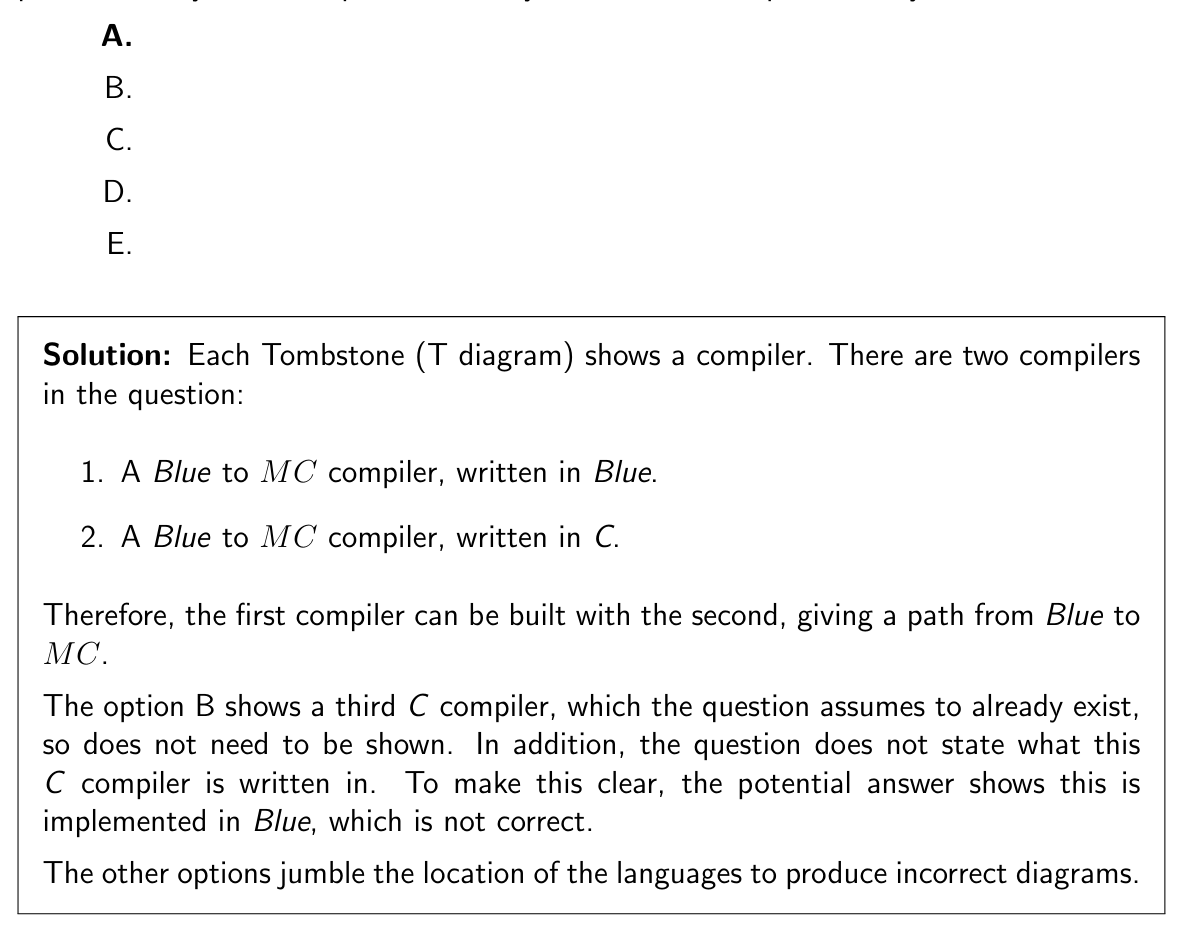 A.
B.
C.
D.
E.
Solution: Each Tombstone (T diagram) shows a compiler. There are two compilers
in the question:
1. A Blue to MC compiler, written in Blue.
2. A Blue to MC compiler, written in C.
Therefore, the first compiler can be built with the second, giving a path from Blue to
MC.
The option B shows a third C compiler, which the question assumes to already exist,
so does not need to be shown. In addition, the question does not state what this
C compiler is written in. To make this clear, the potential answer shows this is
implemented in Blue, which is not correct.
The other options jumble the location of the languages to produce incorrect diagrams.